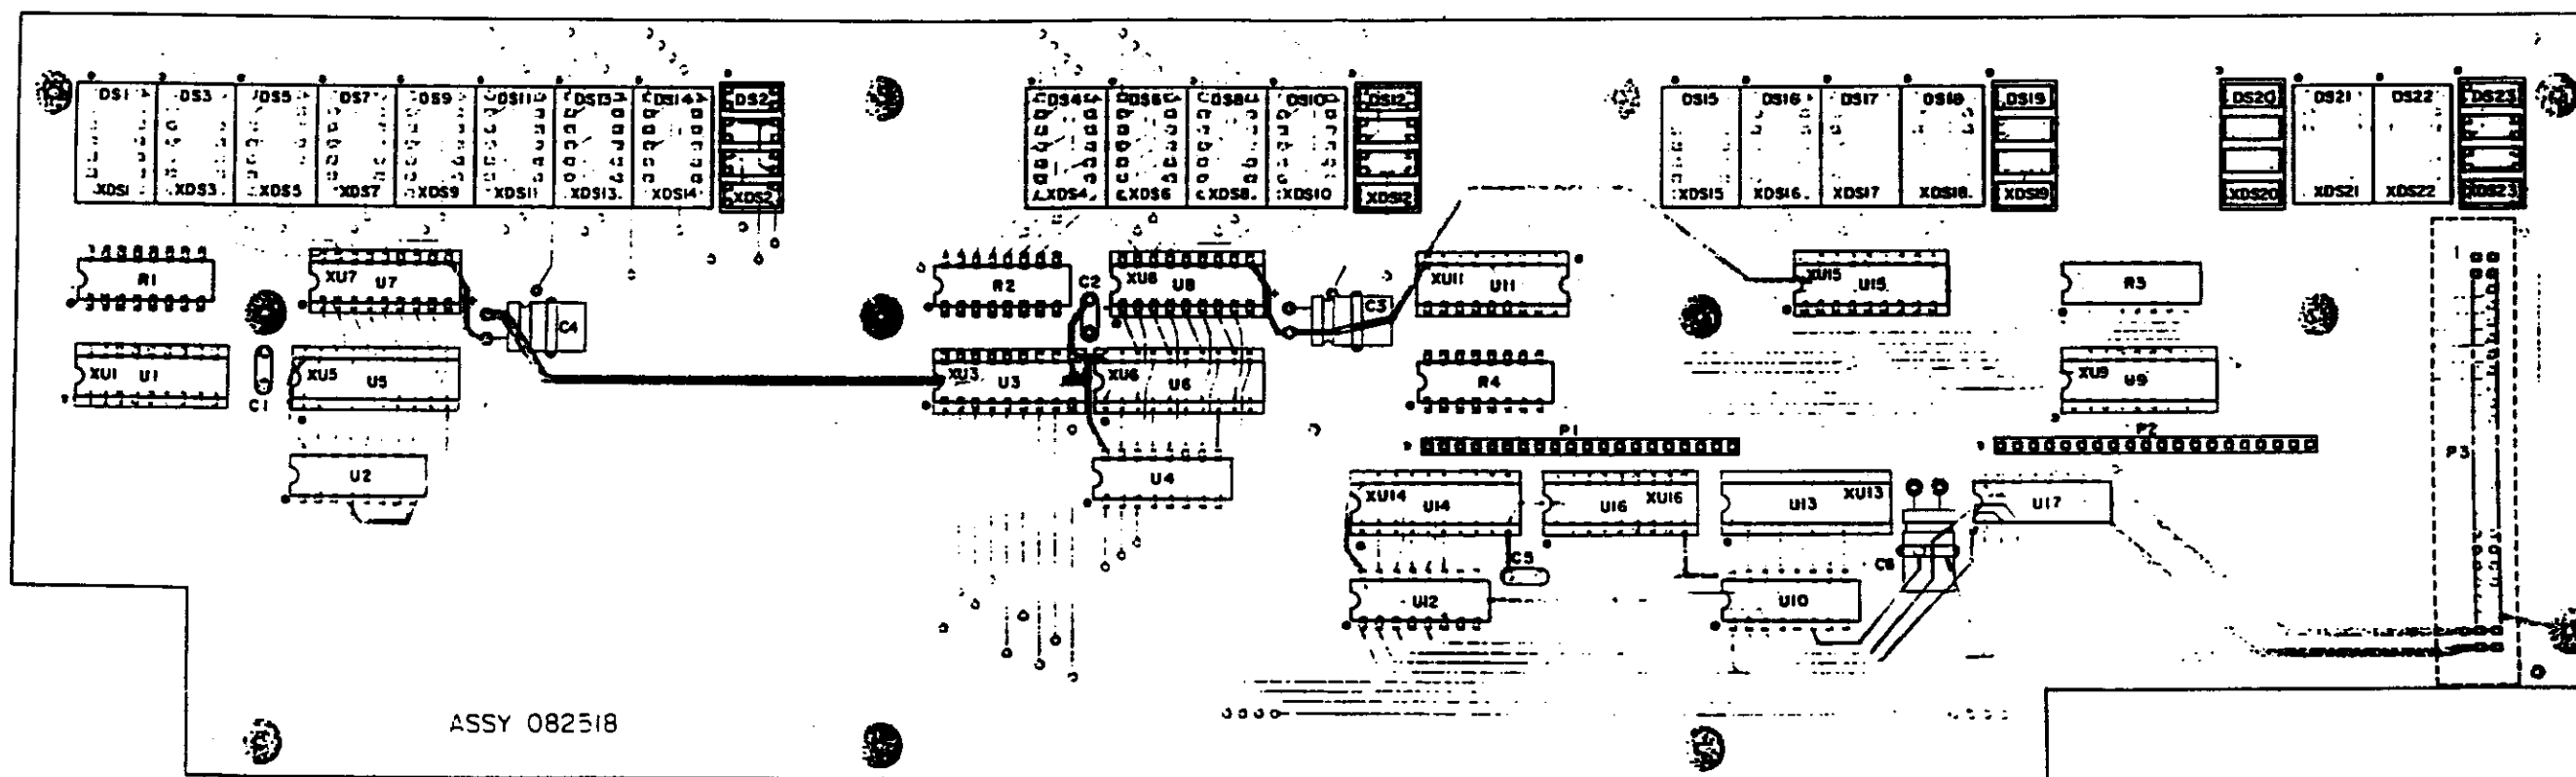 DS1 DS3 DS5 DS7 DS9 DS11 DS13 DS14 DS2 DS4 DS6 DS8 DS10 DS12 DS15 DS16 DS17 DS18 DS19 DS20 DS21 DS22 DS23
XDS1 XDS3 XDS5 XDS7 XDS9 XDS11 XDS13 XDS14 XDS2 XDS4 XDS6 XDS8 XDS10 XDS12 XDS15 XDS16 XDS17 XDS18 XDS19 XDS20 XDS21 XDS22 XDS23
1
R1 XU7 U7 C4 R2 C2 XU8 U8 C3 XU11 U11 XU15 U15 R3
XU1 U1 C1 XU5 U5 XU3 U3 XU6 U6 R4 XU9 U9
P1 P2 P3
U2 U4 XU14 U14 U16 XU16 U13 XU13 U17
C5 C6
U12 U10
ASSY